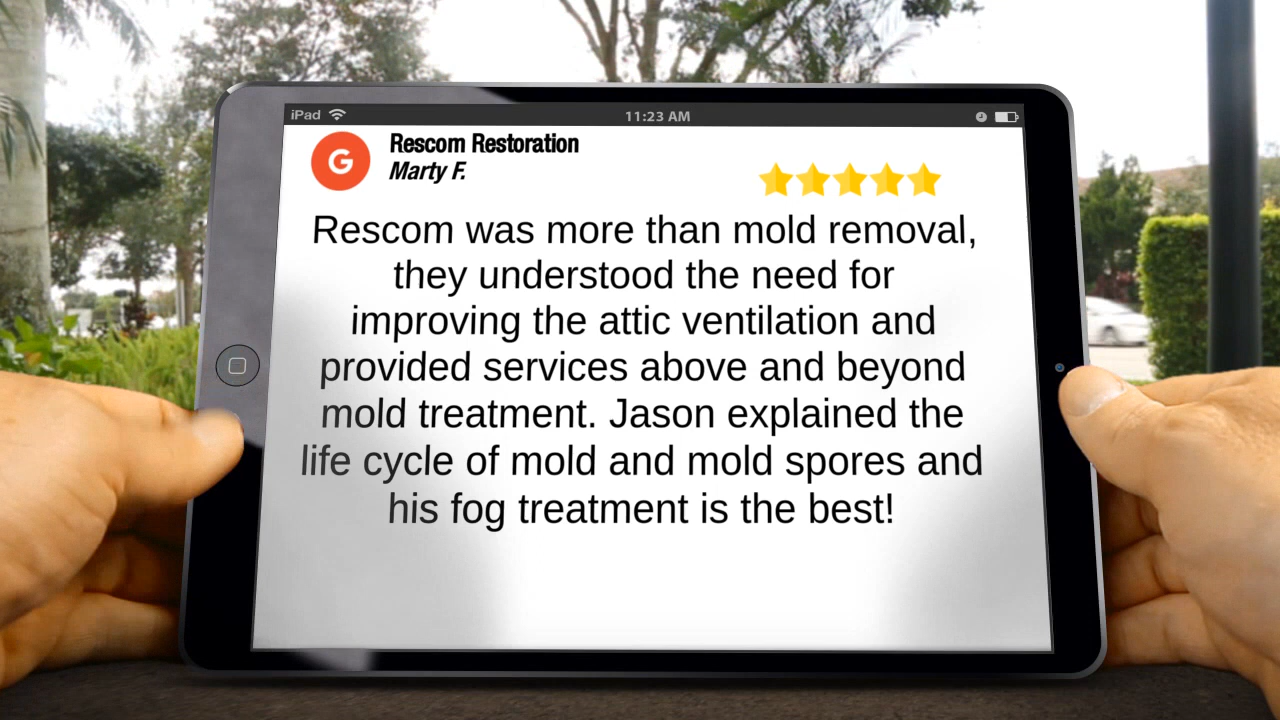 iPad 11:23 AM
G
Rescom Restoration
Marty F.
Rescom was more than mold removal,
they understood the need for
improving the attic ventilation and
provided services above and beyond
mold treatment. Jason explained the
life cycle of mold and mold spores and
his fog treatment is the best!